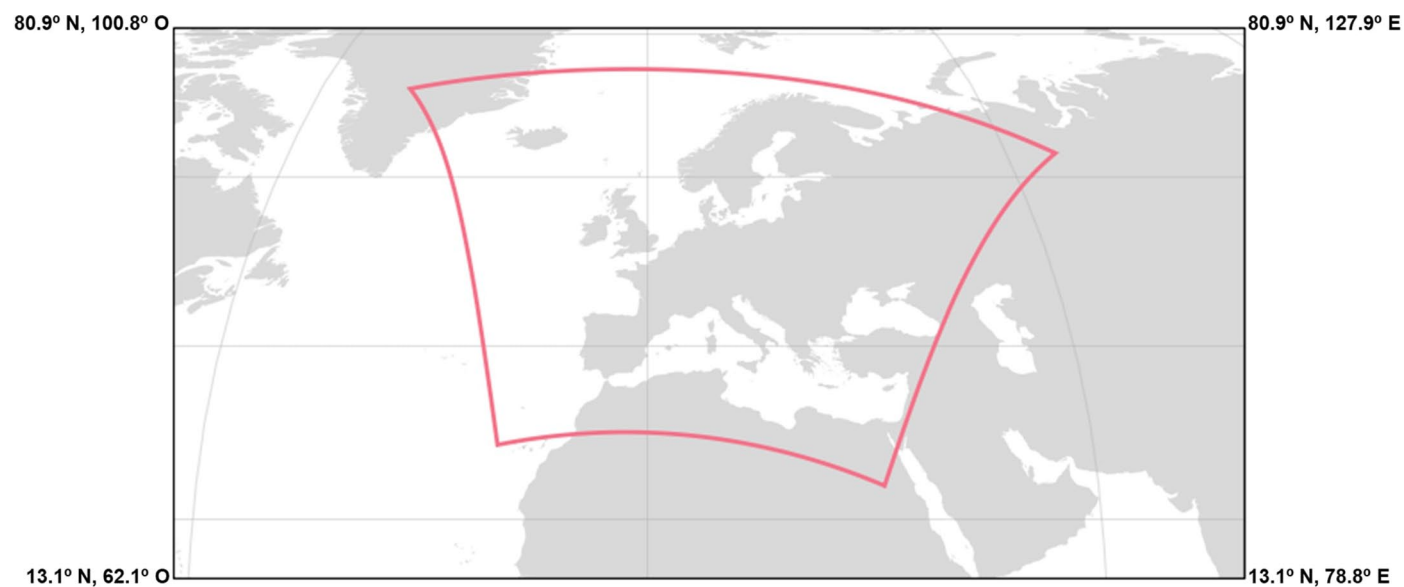 80.9º N, 100.8º O
80.9º N, 127.9º E
13.1º N, 62.1º O
13.1º N, 78.8º E